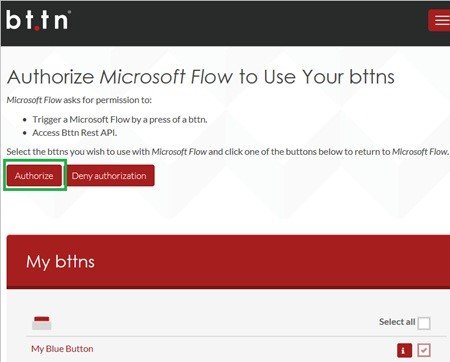 bt.tn®
Authorize Microsoft Flow to Use Your bttns
Microsoft Flow asks for permission to:
• Trigger a Microsoft Flow by a press of a bttn.
• Access Bttn Rest API.
Select the bttns you wish to use with Microsoft Flow and click one of the buttons below to return to Microsoft Flow.
Authorize Deny authorization
My bttns
Select all
My Blue Button i